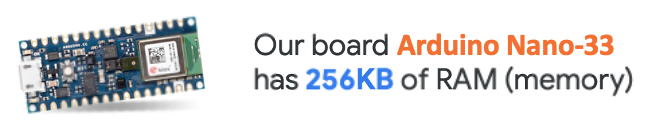 Our board Arduino Nano-33
has 256KB of RAM (memory)